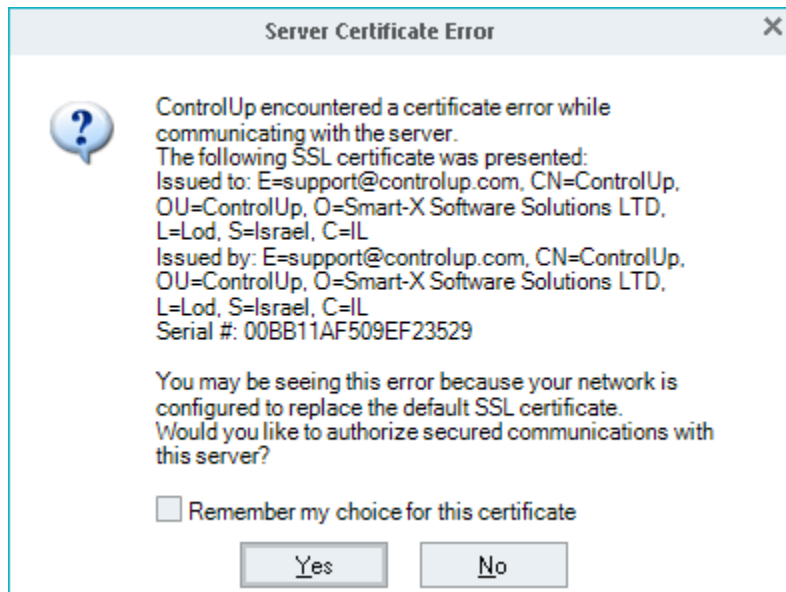 Server Certificate Error
ControlUp encountered a certificate error while
communicating with the server.
The following SSL certificate was presented:
Issued to: E=support@controlup.com, CN=ControlUp,
OU=ControlUp, O=Smart-X Software Solutions LTD,
L=Lod, S=Israel, C=IL
Issued by: E=support@controlup.com, CN=ControlUp,
OU=ControlUp, O=Smart-X Software Solutions LTD,
L=Lod, S=Israel, C=IL
Serial #: 00BB11AF509EF23529
You may be seeing this error because your network is
configured to replace the default SSL certificate.
Would you like to authorize secured communications with
this server?
Remember my choice for this certificate
Yes No